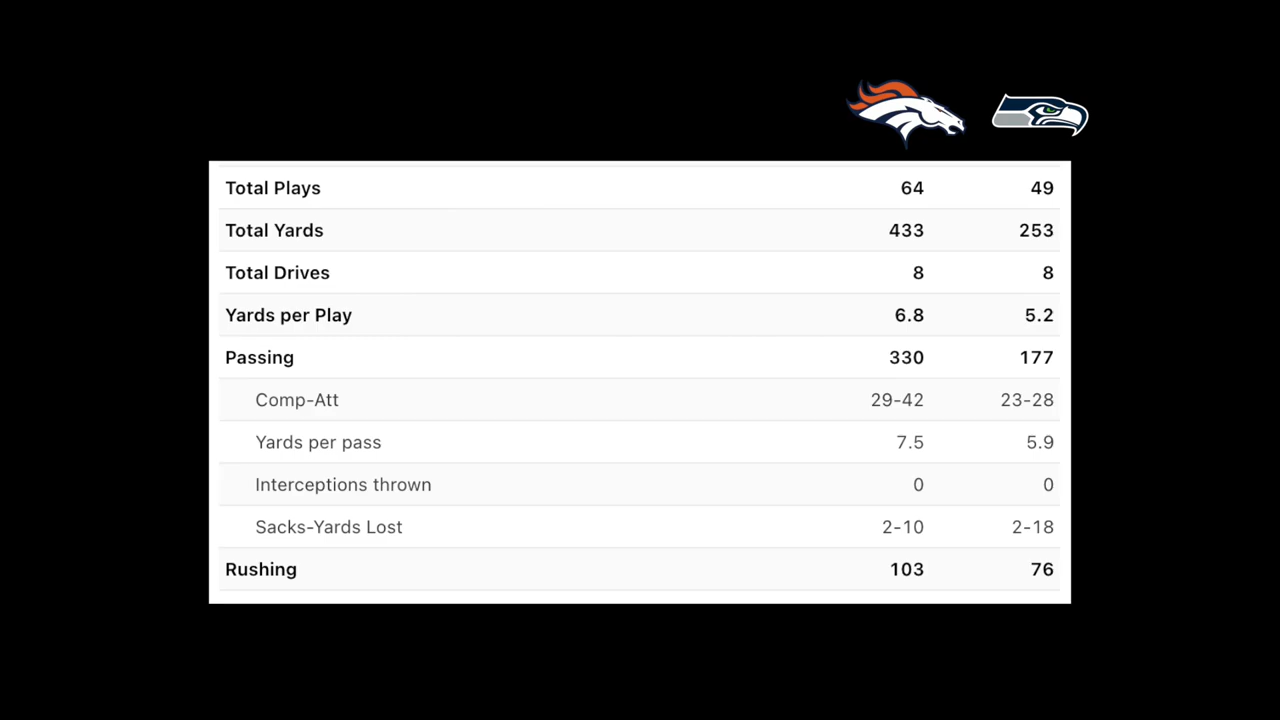 Total Plays 64 49
Total Yards 433 253
Total Drives 8 8
Yards per Play 6.8 5.2
Passing 330 177
Comp-Att 29-42 23-28
Yards per pass 7.5 5.9
Interceptions thrown 0 0
Sacks-Yards Lost 2-10 2-18
Rushing 103 76